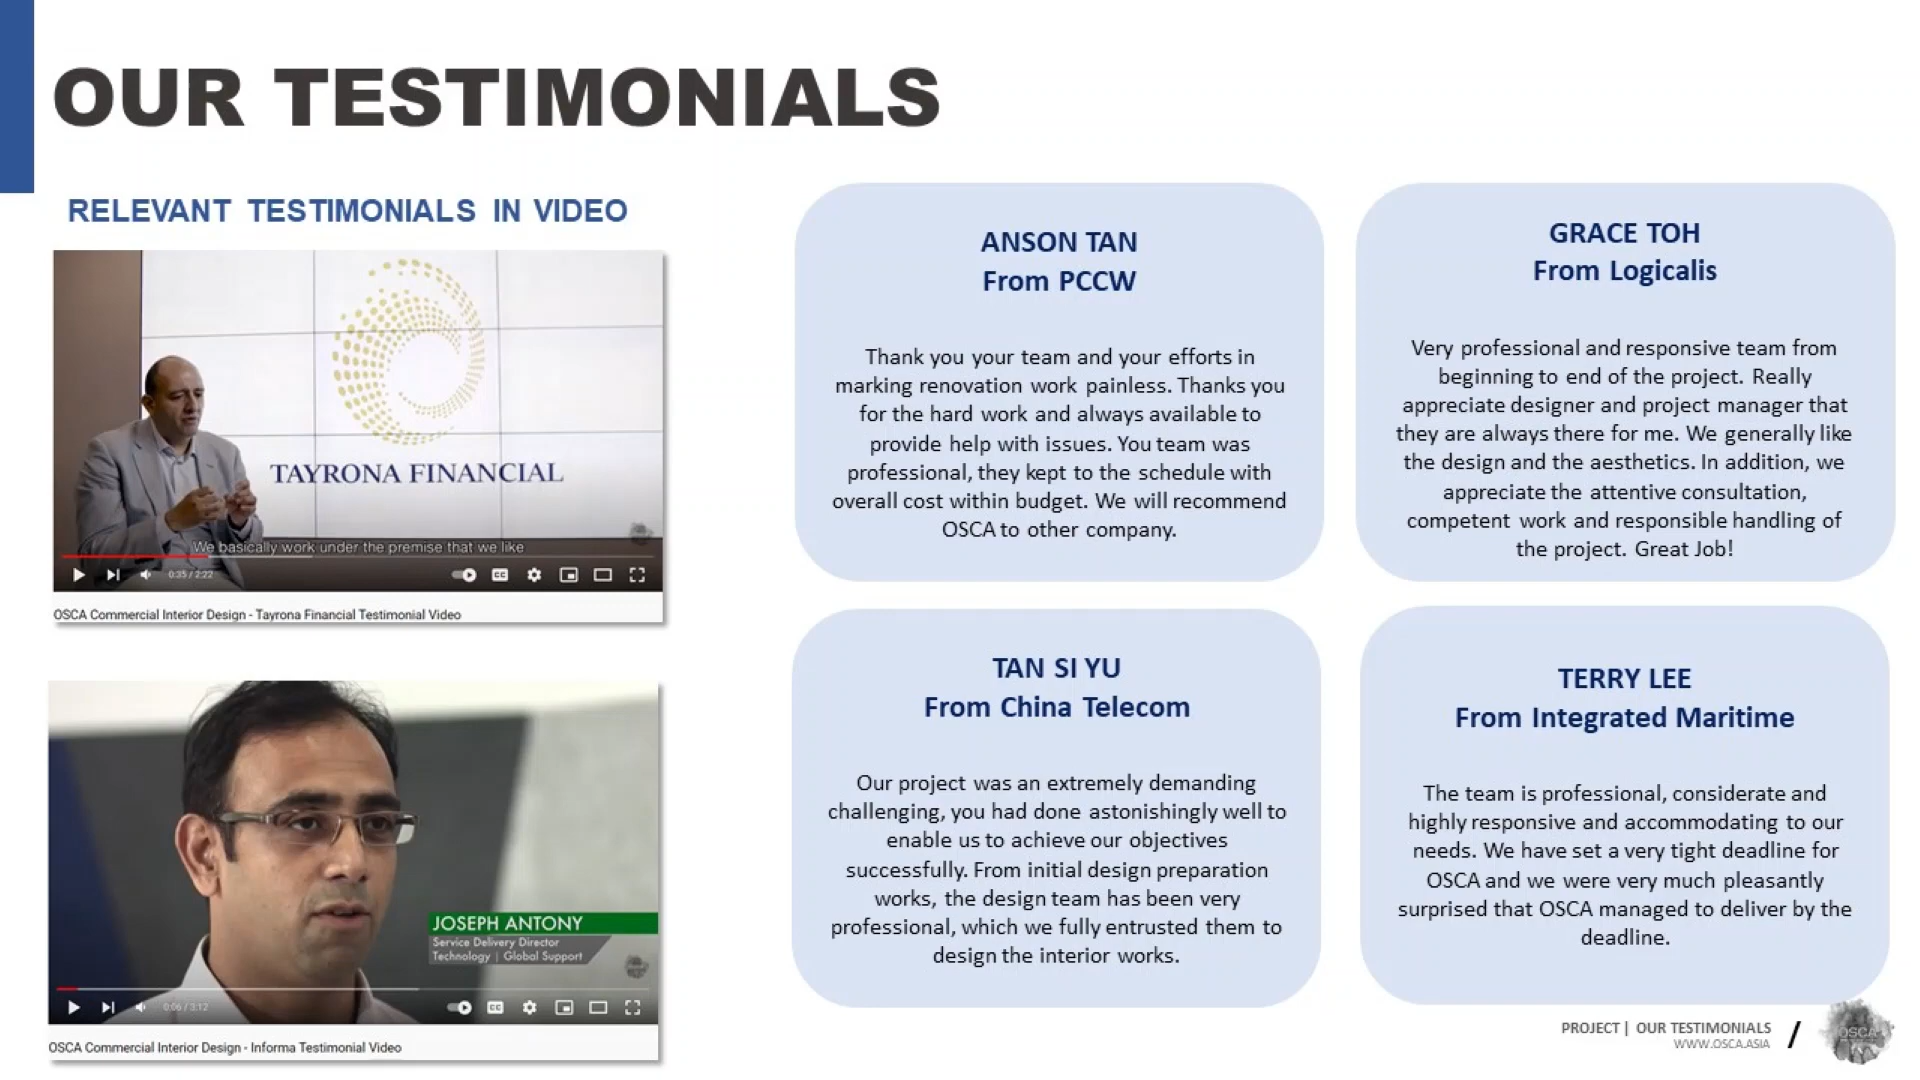 OUR TESTIMONIALS
RELEVANT TESTIMONIALS IN VIDEO
TAYRONA FINANCIAL
We basically work under the premise that we like
0:35 / 2:22
OSCA Commercial Interior Design - Tayrona Financial Testimonial Video
JOSEPH ANTONY
Service Delivery Director
Technology | Global Support
0:06 / 3:12
OSCA Commercial Interior Design - Informa Testimonial Video
ANSON TAN
From PCCW
Thank you your team and your efforts in
marking renovation work painless. Thanks you
for the hard work and always available to
provide help with issues. You team was
professional, they kept to the schedule with
overall cost within budget. We will recommend
OSCA to other company.
GRACE TOH
From Logicalis
Very professional and responsive team from
beginning to end of the project. Really
appreciate designer and project manager that
they are always there for me. We generally like
the design and the aesthetics. In addition, we
appreciate the attentive consultation,
competent work and responsible handling of
the project. Great Job!
TAN SI YU
From China Telecom
Our project was an extremely demanding
challenging, you had done astonishingly well to
enable us to achieve our objectives
successfully. From initial design preparation
works, the design team has been very
professional, which we fully entrusted them to
design the interior works.
TERRY LEE
From Integrated Maritime
The team is professional, considerate and
highly responsive and accommodating to our
needs. We have set a very tight deadline for
OSCA and we were very much pleasantly
surprised that OSCA managed to deliver by the
deadline.
PROJECT | OUR TESTIMONIALS /
WWW.OSCA.ASIA
OSCA